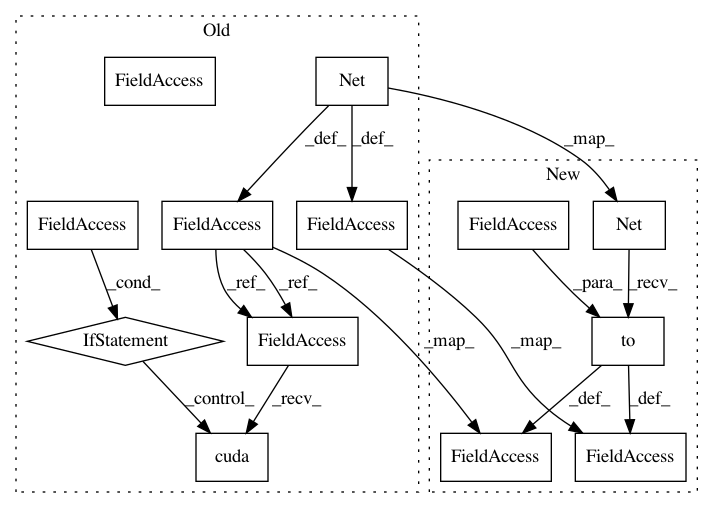 Old
FieldAccess
Net
_def_
_def_
_map_
New
FieldAccess
FieldAccess
FieldAccess
FieldAccess
Net
_cond_
_ref_
_ref_
_para_
_recv_
IfStatement
FieldAccess
_map_
_map_
to
_control_
_recv_
_def_
_def_
cuda
FieldAccess
FieldAccess